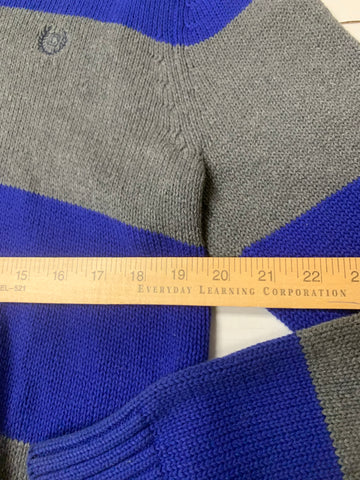 15 16 17 18 19 20 21 22
EL-521 EVERYDAY LEARNING CORPORATION